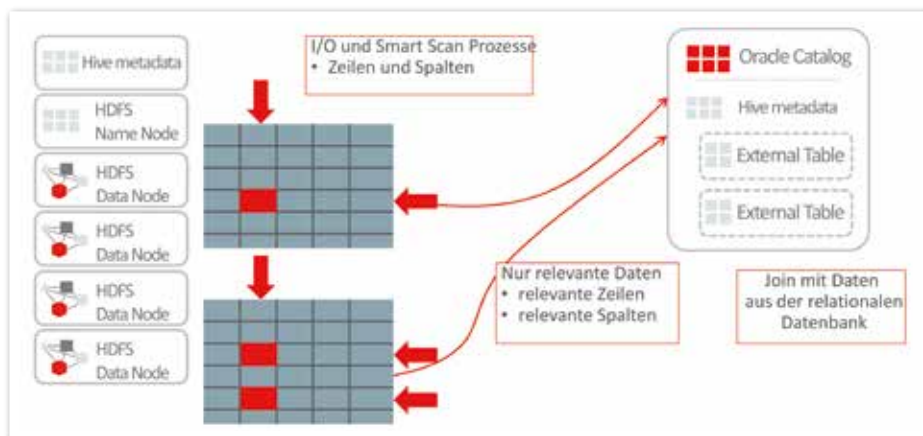 Hive metadata
HDFS
Name Node
HDFS
Data Node
HDFS
Data Node
HDFS
Data Node
HDFS
Data Node
I/O und Smart Scan Prozesse
• Zeilen und Spalten
Nur relevante Daten
• relevante Zeilen
• relevante Spalten
Oracle Catalog
Hive metadata
External Table
External Table
Join mit Daten
aus der relationalen
Datenbank